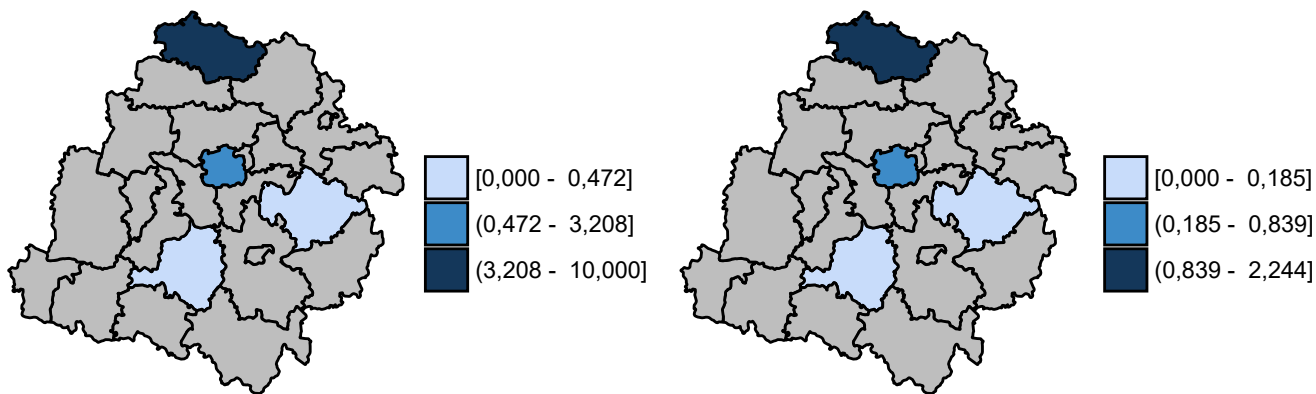 [0,000 - 0,472]
(0,472 - 3,208]
(3,208 - 10,000]
[0,000 - 0,185]
(0,185 - 0,839]
(0,839 - 2,244]